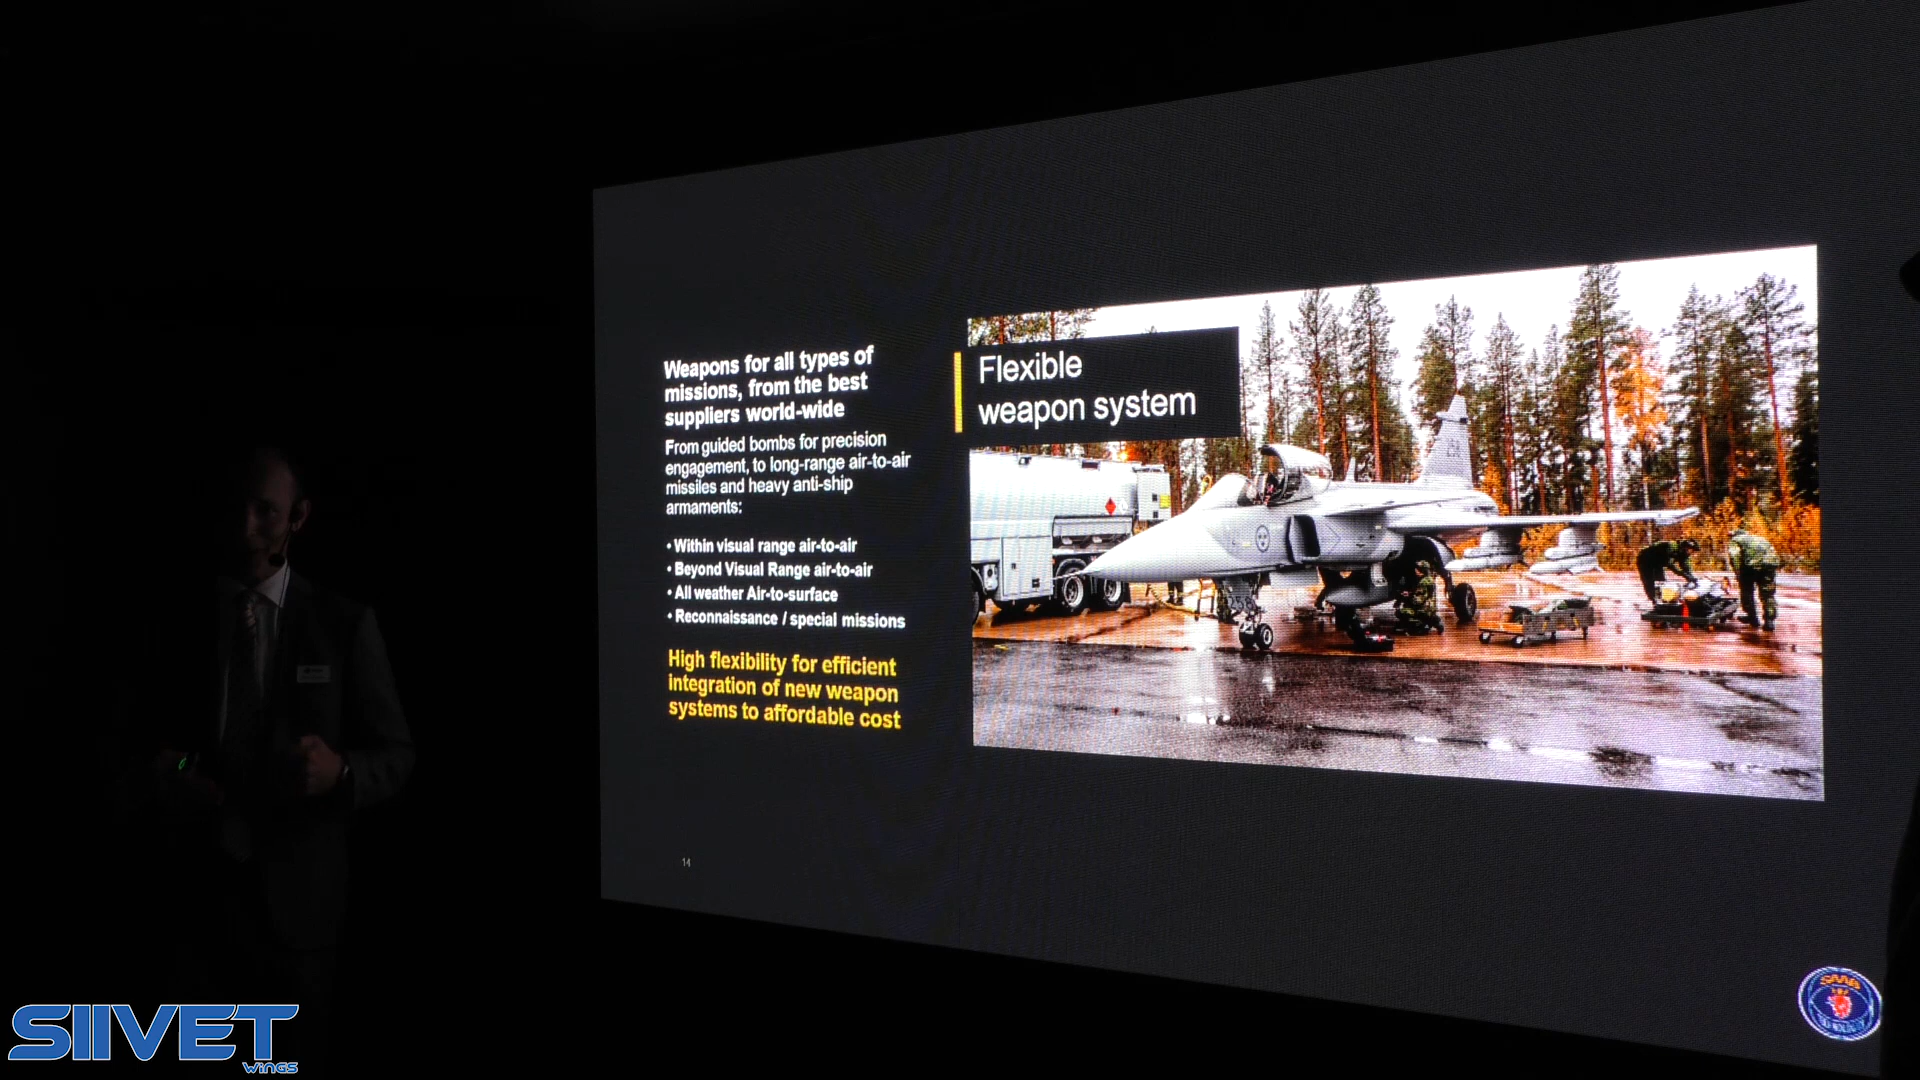 Weapons for all types of
missions, from the best
suppliers world-wide
From guided bombs for precision
engagement, to long-range air-to-air
missiles and heavy anti-ship
armaments:
• Within visual range air-to-air
• Beyond Visual Range air-to-air
• All weather Air-to-surface
• Reconnaissance / special missions
High flexibility for efficient
integration of new weapon
systems to affordable cost
14
Flexible
weapon system
SAAB
SIIVET
WINGS